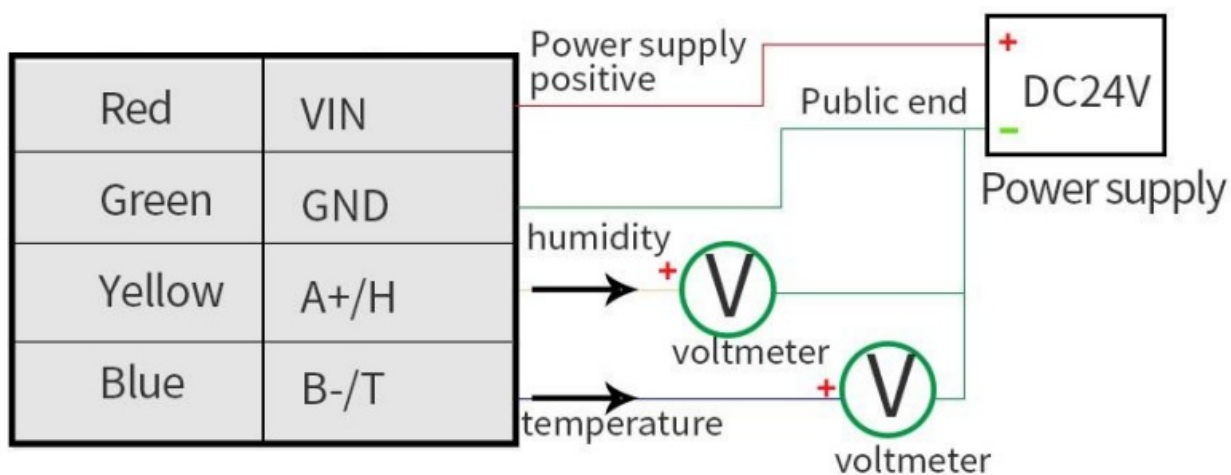 Power supply
positive
+
DC24V
Public end
-
Power supply
Red VIN
Green GND
humidity
Yellow A+/H
+
V
voltmeter
Blue B-/T
+
V
temperature
voltmeter